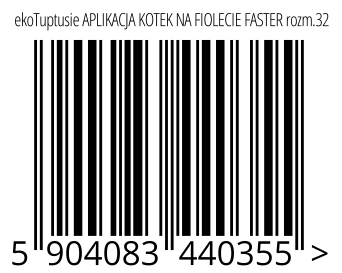 ekoTuptusie APLIKACJA KOTEK NA FIOLECIE FASTER rozm.32
5 904083 440355 >